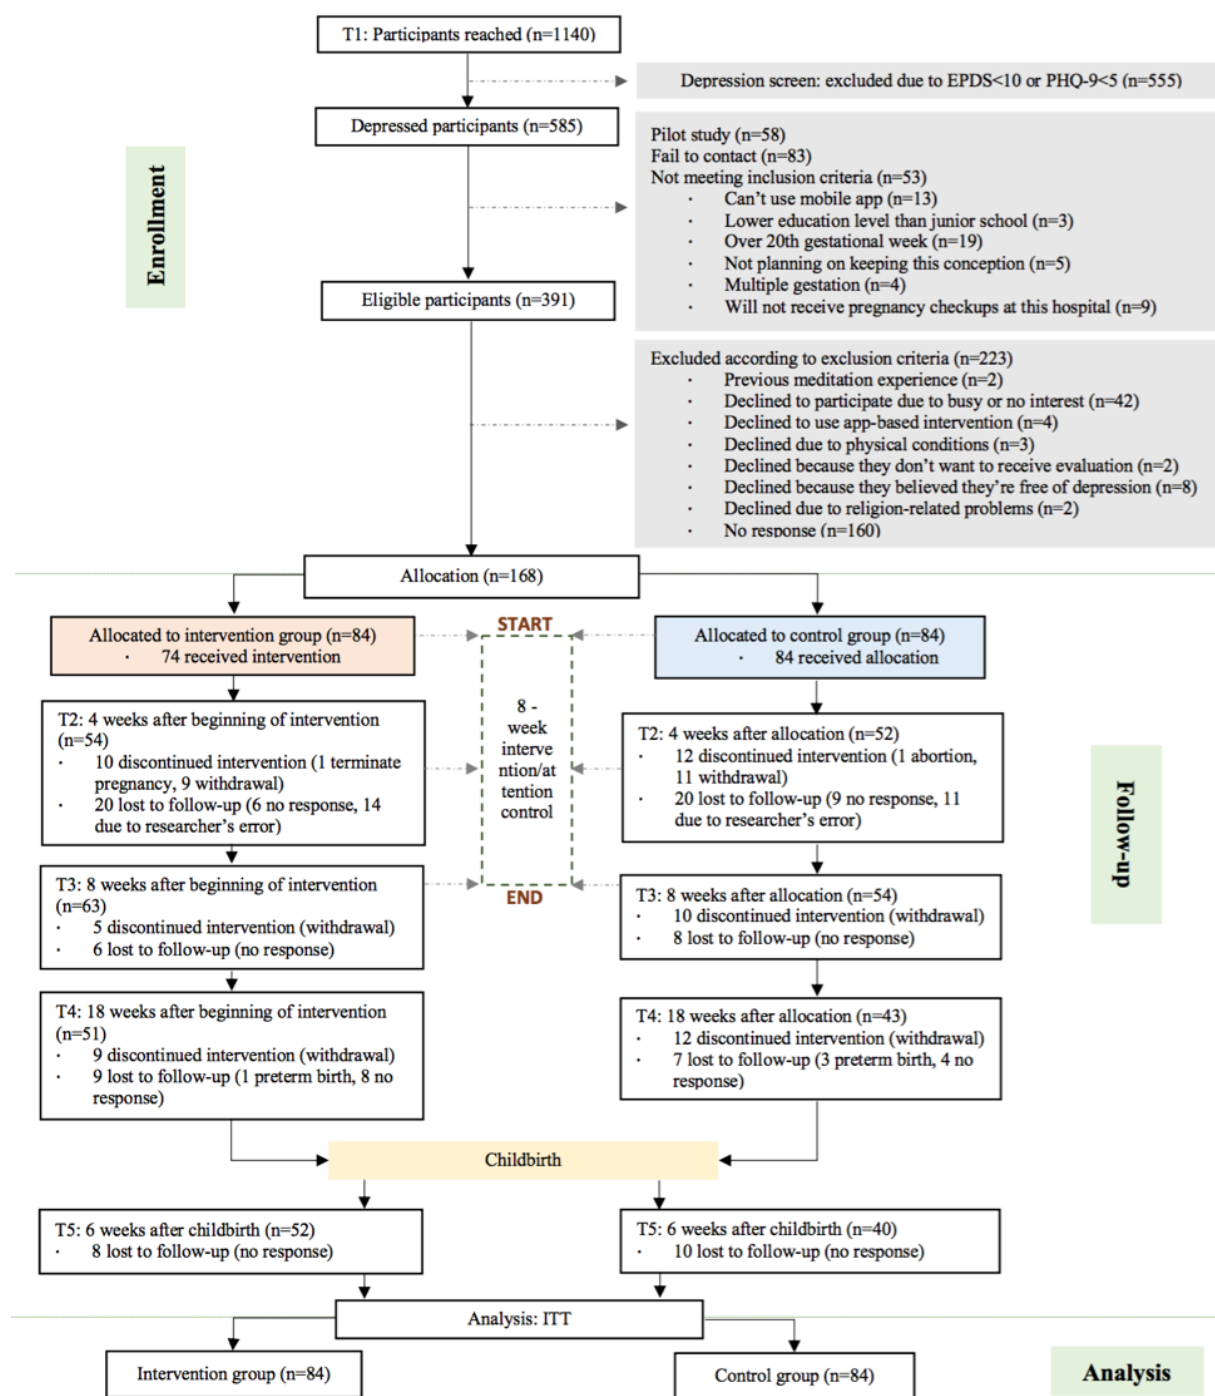 T1: Participants reached (n=1140)
Depression screen: excluded due to EPDS<10 or PHQ-9<5 (n=555)
Depressed participants (n=585)
Pilot study (n=58)
Fail to contact (n=83)
Not meeting inclusion criteria (n=53)
· Can't use mobile app (n=13)
· Lower education level than junior school (n=3)
· Over 20th gestational week (n=19)
· Not planning on keeping this conception (n=5)
· Multiple gestation (n=4)
· Will not receive pregnancy checkups at this hospital (n=9)
Enrollment
Eligible participants (n=391)
Excluded according to exclusion criteria (n=223)
· Previous meditation experience (n=2)
· Declined to participate due to busy or no interest (n=42)
· Declined to use app-based intervention (n=4)
· Declined due to physical conditions (n=3)
· Declined because they don't want to receive evaluation (n=2)
· Declined because they believed they're free of depression (n=8)
· Declined due to religion-related problems (n=2)
· No response (n=160)
Allocation (n=168)
Allocated to intervention group (n=84)
· 74 received intervention
START
Allocated to control group (n=84)
· 84 received allocation
8 -
week
interve
ntion/at
tention
control
END
T2: 4 weeks after beginning of intervention
(n=54)
· 10 discontinued intervention (1 terminate
pregnancy, 9 withdrawal)
· 20 lost to follow-up (6 no response, 14
due to researcher's error)
T2: 4 weeks after allocation (n=52)
· 12 discontinued intervention (1 abortion,
11 withdrawal)
· 20 lost to follow-up (9 no response, 11
due to researcher's error)
Follow-up
T3: 8 weeks after beginning of intervention
(n=63)
· 5 discontinued intervention (withdrawal)
· 6 lost to follow-up (no response)
T3: 8 weeks after allocation (n=54)
· 10 discontinued intervention (withdrawal)
· 8 lost to follow-up (no response)
T4: 18 weeks after beginning of intervention
(n=51)
· 9 discontinued intervention (withdrawal)
· 9 lost to follow-up (1 preterm birth, 8 no
response)
T4: 18 weeks after allocation (n=43)
· 12 discontinued intervention (withdrawal)
· 7 lost to follow-up (3 preterm birth, 4 no
response)
Childbirth
T5: 6 weeks after childbirth (n=52)
· 8 lost to follow-up (no response)
T5: 6 weeks after childbirth (n=40)
· 10 lost to follow-up (no response)
Analysis: ITT
Intervention group (n=84)
Control group (n=84)
Analysis